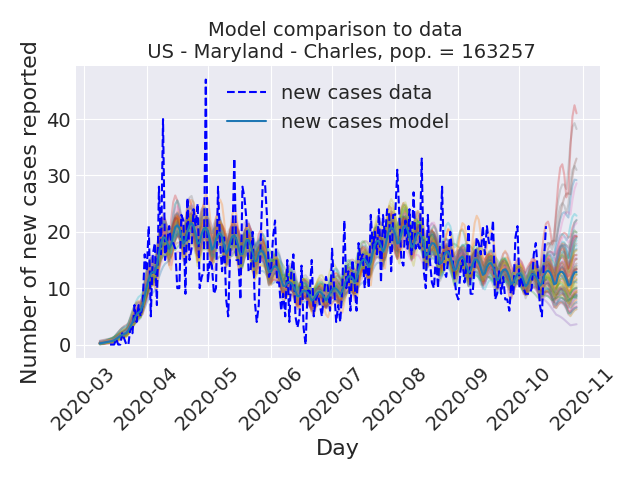 Model comparison to data
US - Maryland - Charles, pop. = 163257
Number of new cases reported
new cases data
new cases model
40
30
20
10
0
2020-03
2020-04
2020-05
2020-06
2020-07
2020-08
2020-09
2020-10
2020-11
Day